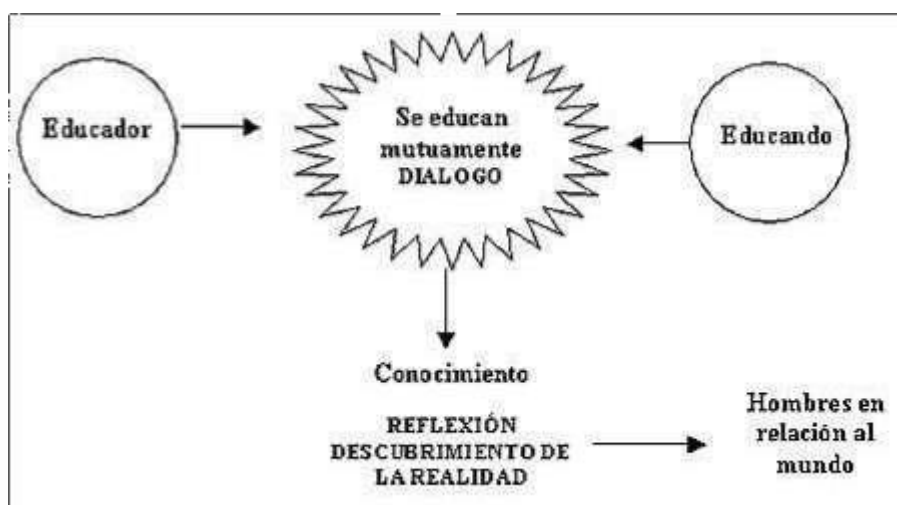 Educador
Se educan
mutuamente
DIALOGO
Educando
Conocimiento
REFLEXIÓN
DESCUBRIMIENTO DE
LA REALIDAD
Hombres en
relación al
mundo